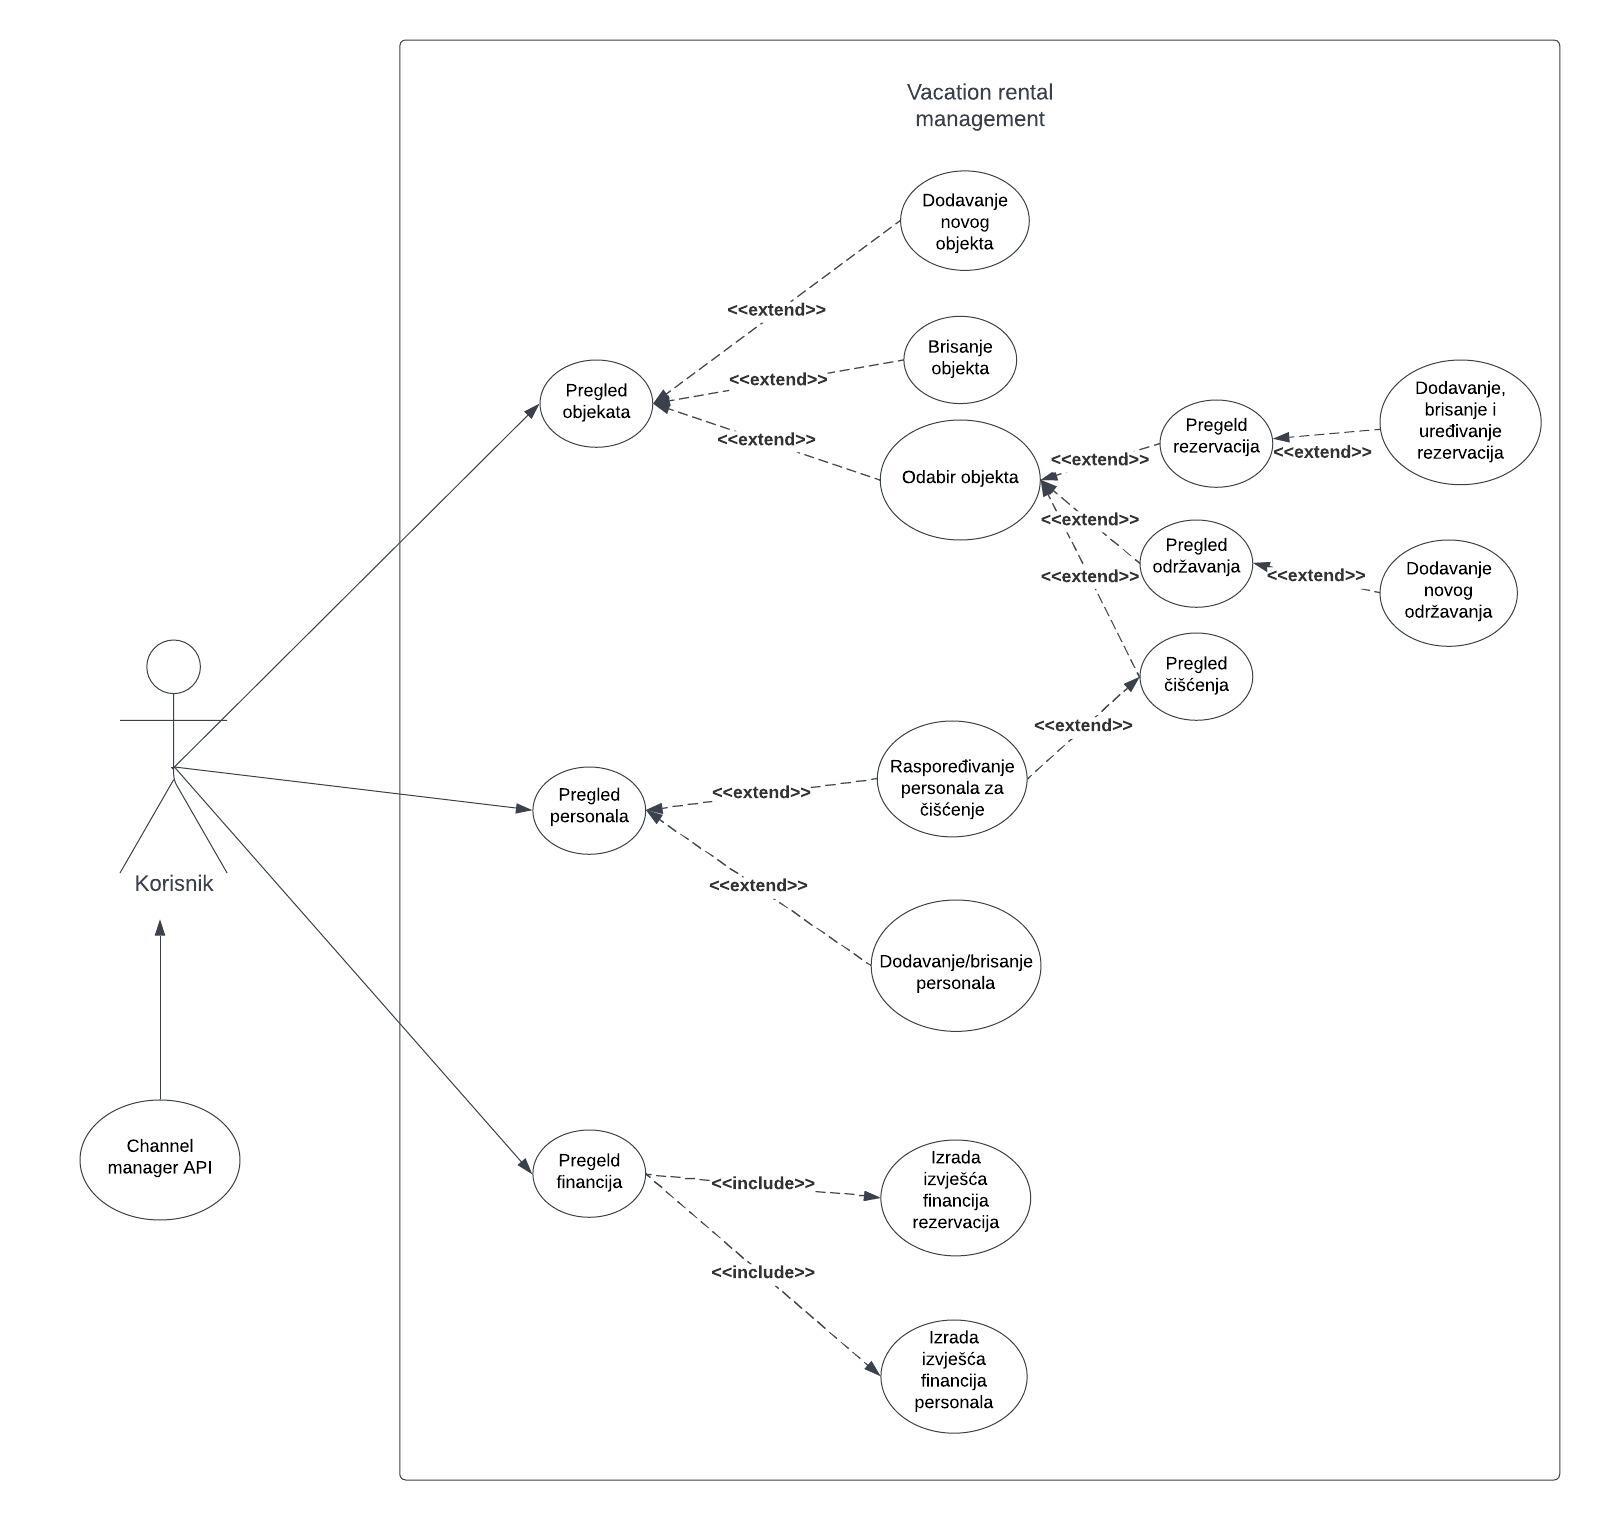 Vacation rental
management
Dodavanje
novog
objekta
<<extend>>
Brisanje
objekta
<<extend>>
Pregled
objekata
<<extend>>
Odabir objekta
Pregeld
rezervacija
<<extend>>
Dodavanje,
brisanje i
uređivanje
rezervacija
<<extend>>
<<extend>>
Pregled
održavanja
<<extend>>
Dodavanje
novog
održavanja
<<extend>>
Pregled
čišćenja
<<extend>>
Raspoređivanje
personala za
čišćenje
<<extend>>
Pregled
personala
<<extend>>
Dodavanje/brisanje
personala
Korisnik
Channel
manager API
Pregeld
financija
<<include>>
Izrada
izvješća
financija
rezervacija
<<include>>
Izrada
izvješća
financija
personala